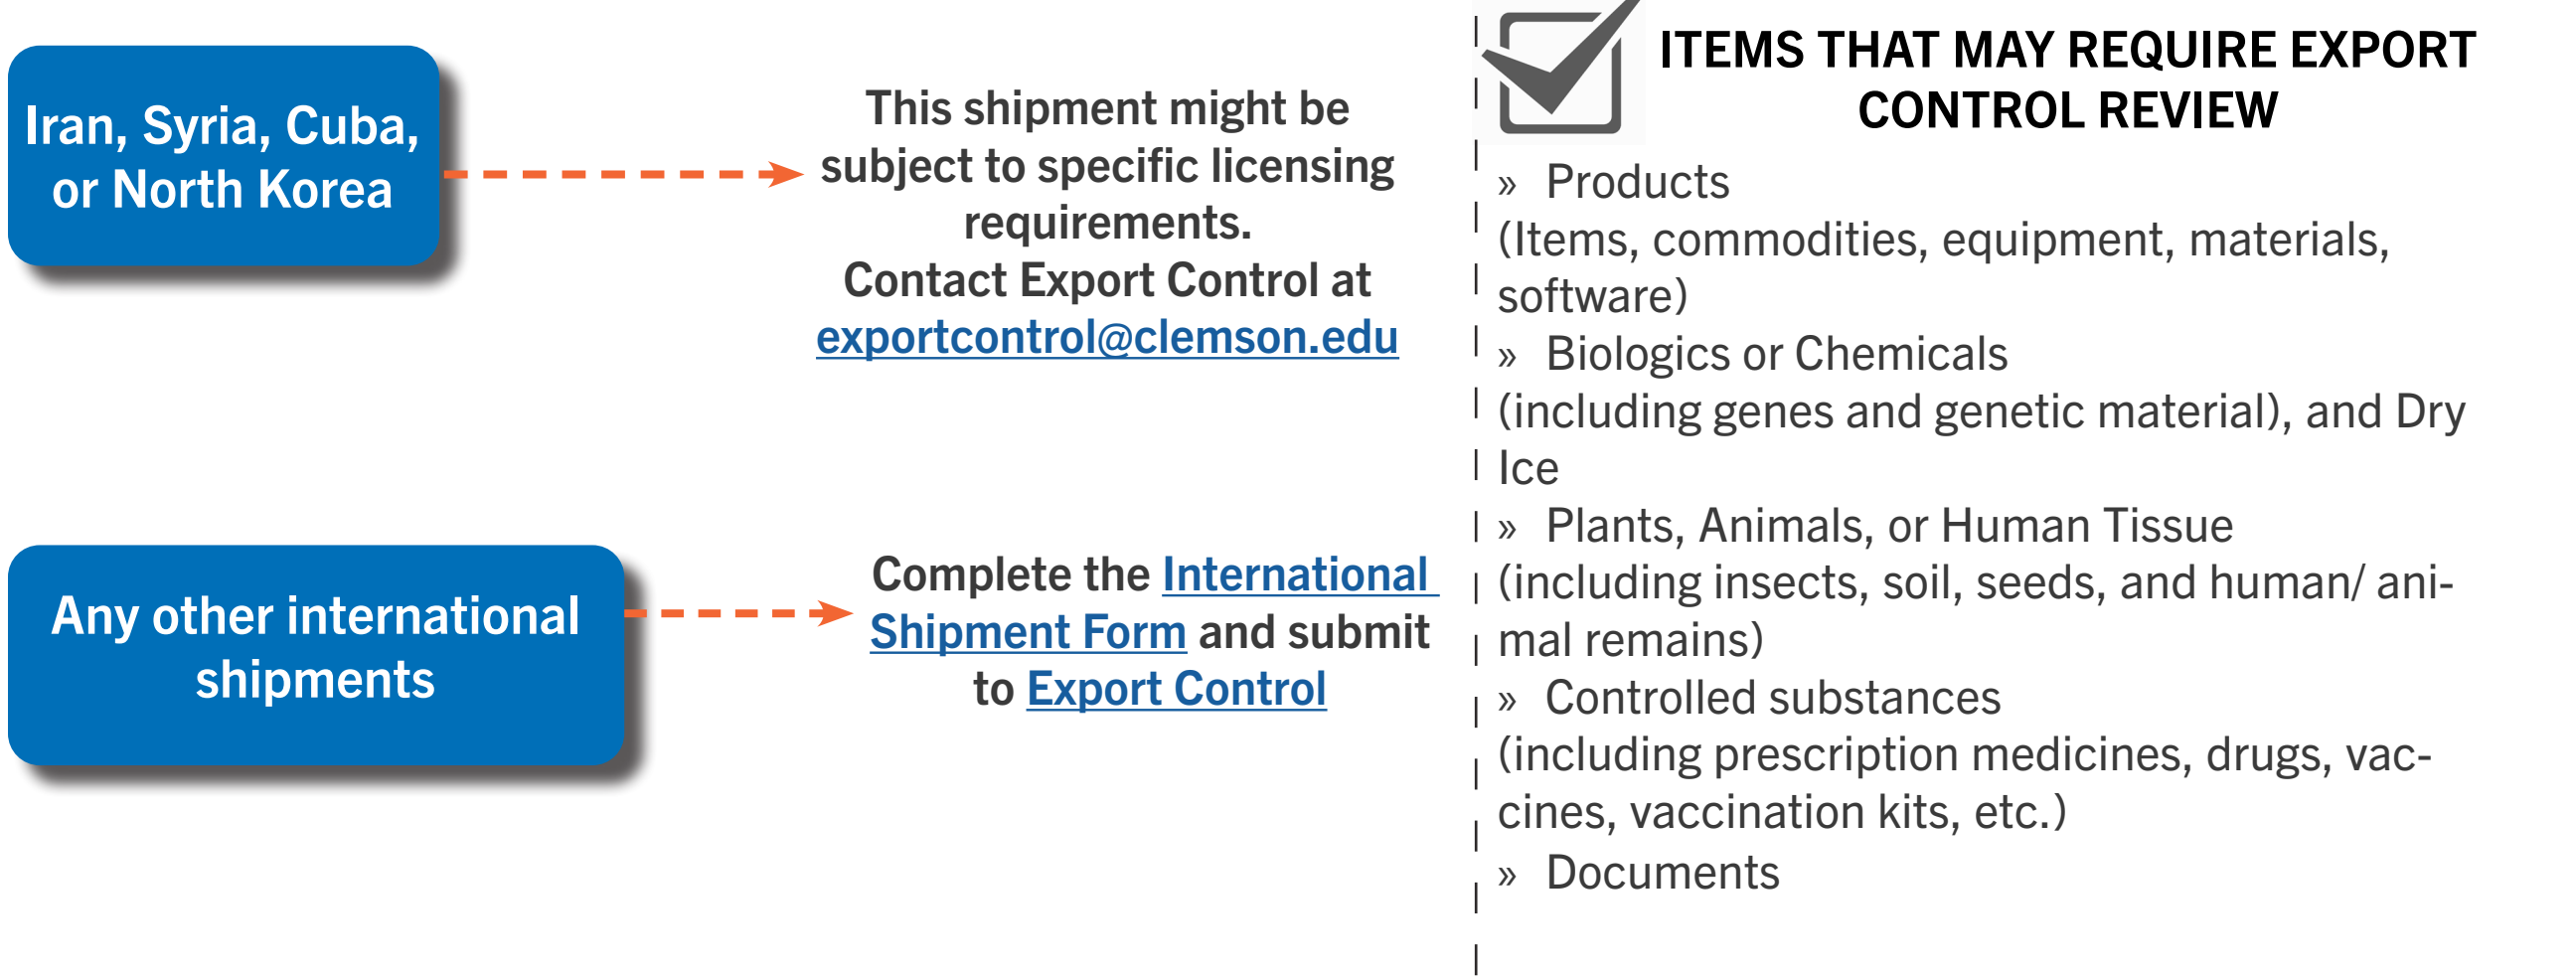 Iran, Syria, Cuba,
or North Korea
This shipment might be
subject to specific licensing
requirements.
Contact Export Control at
exportcontrol@clemson.edu
Any other international
shipments
Complete the International
Shipment Form and submit
to Export Control
ITEMS THAT MAY REQUIRE EXPORT
CONTROL REVIEW
» Products
(Items, commodities, equipment, materials,
software)
» Biologics or Chemicals
(including genes and genetic material), and Dry
Ice
» Plants, Animals, or Human Tissue
(including insects, soil, seeds, and human/ ani-
mal remains)
» Controlled substances
(including prescription medicines, drugs, vac-
cines, vaccination kits, etc.)
» Documents